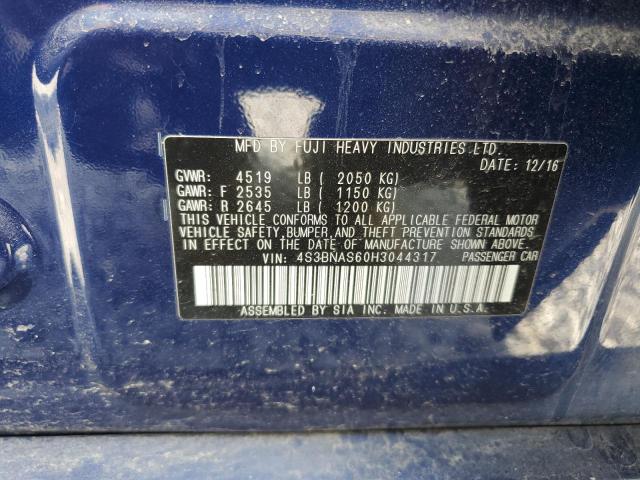 MFD BY FUJI HEAVY INDUSTRIES LTD.
DATE: 12/16
GVWR: 4519 LB ( 2050 KG)
GAWR: F 2535 LB ( 1150 KG)
GAWR: R 2645 LB ( 1200 KG)
THIS VEHICLE CONFORMS TO ALL APPLICABLE FEDERAL MOTOR
VEHICLE SAFETY, BUMPER, AND THEFT PREVENTION STANDARDS
IN EFFECT ON THE DATE OF MANUFACTURE SHOWN ABOVE.
VIN: 4S3BNAS60H3044317 PASSENGER CAR
ASSEMBLED BY SIA INC. IN U.S.A.